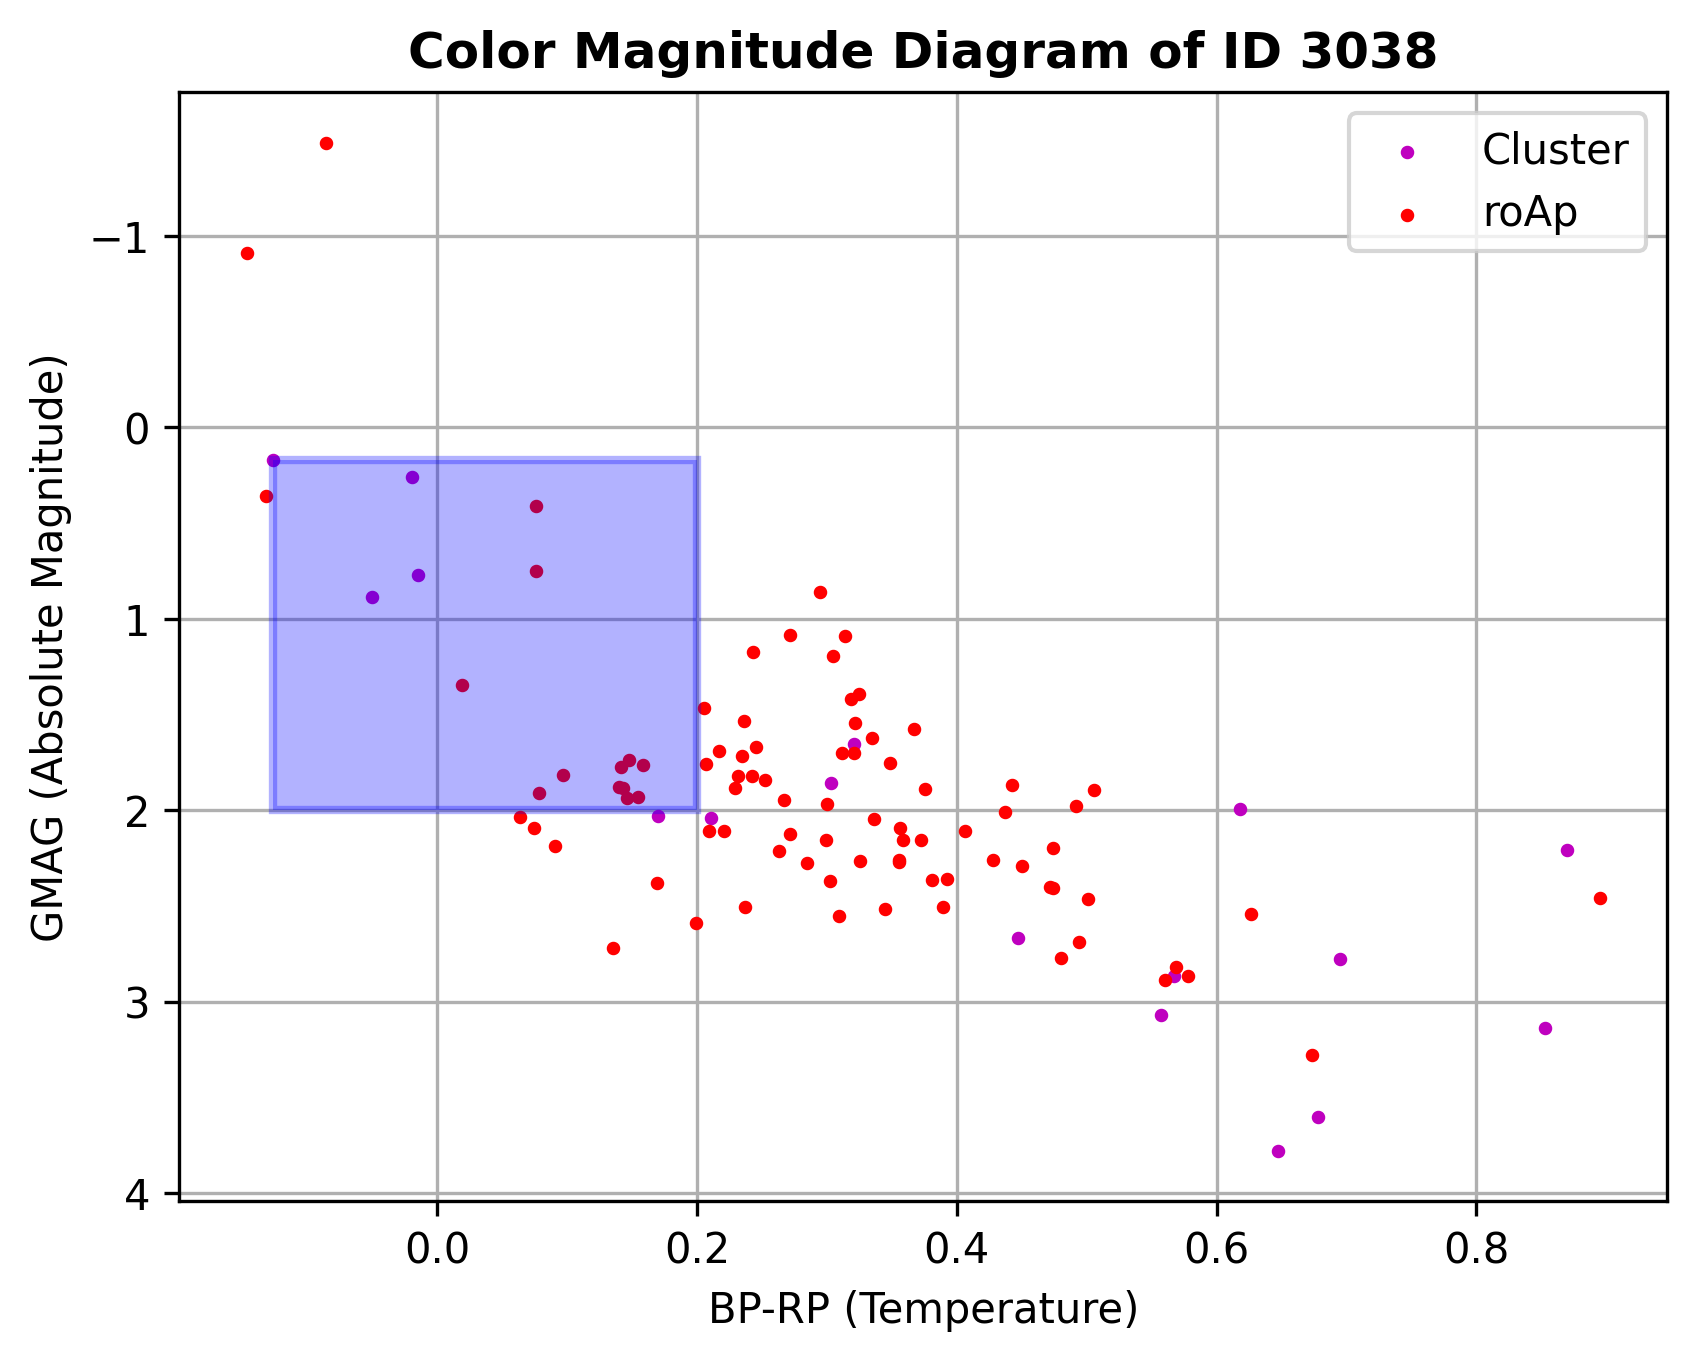 Color Magnitude Diagram of ID 3038
Cluster
roAp
GMAG (Absolute Magnitude)
−1
0
1
2
3
4
0.0 0.2 0.4 0.6 0.8
BP-RP (Temperature)